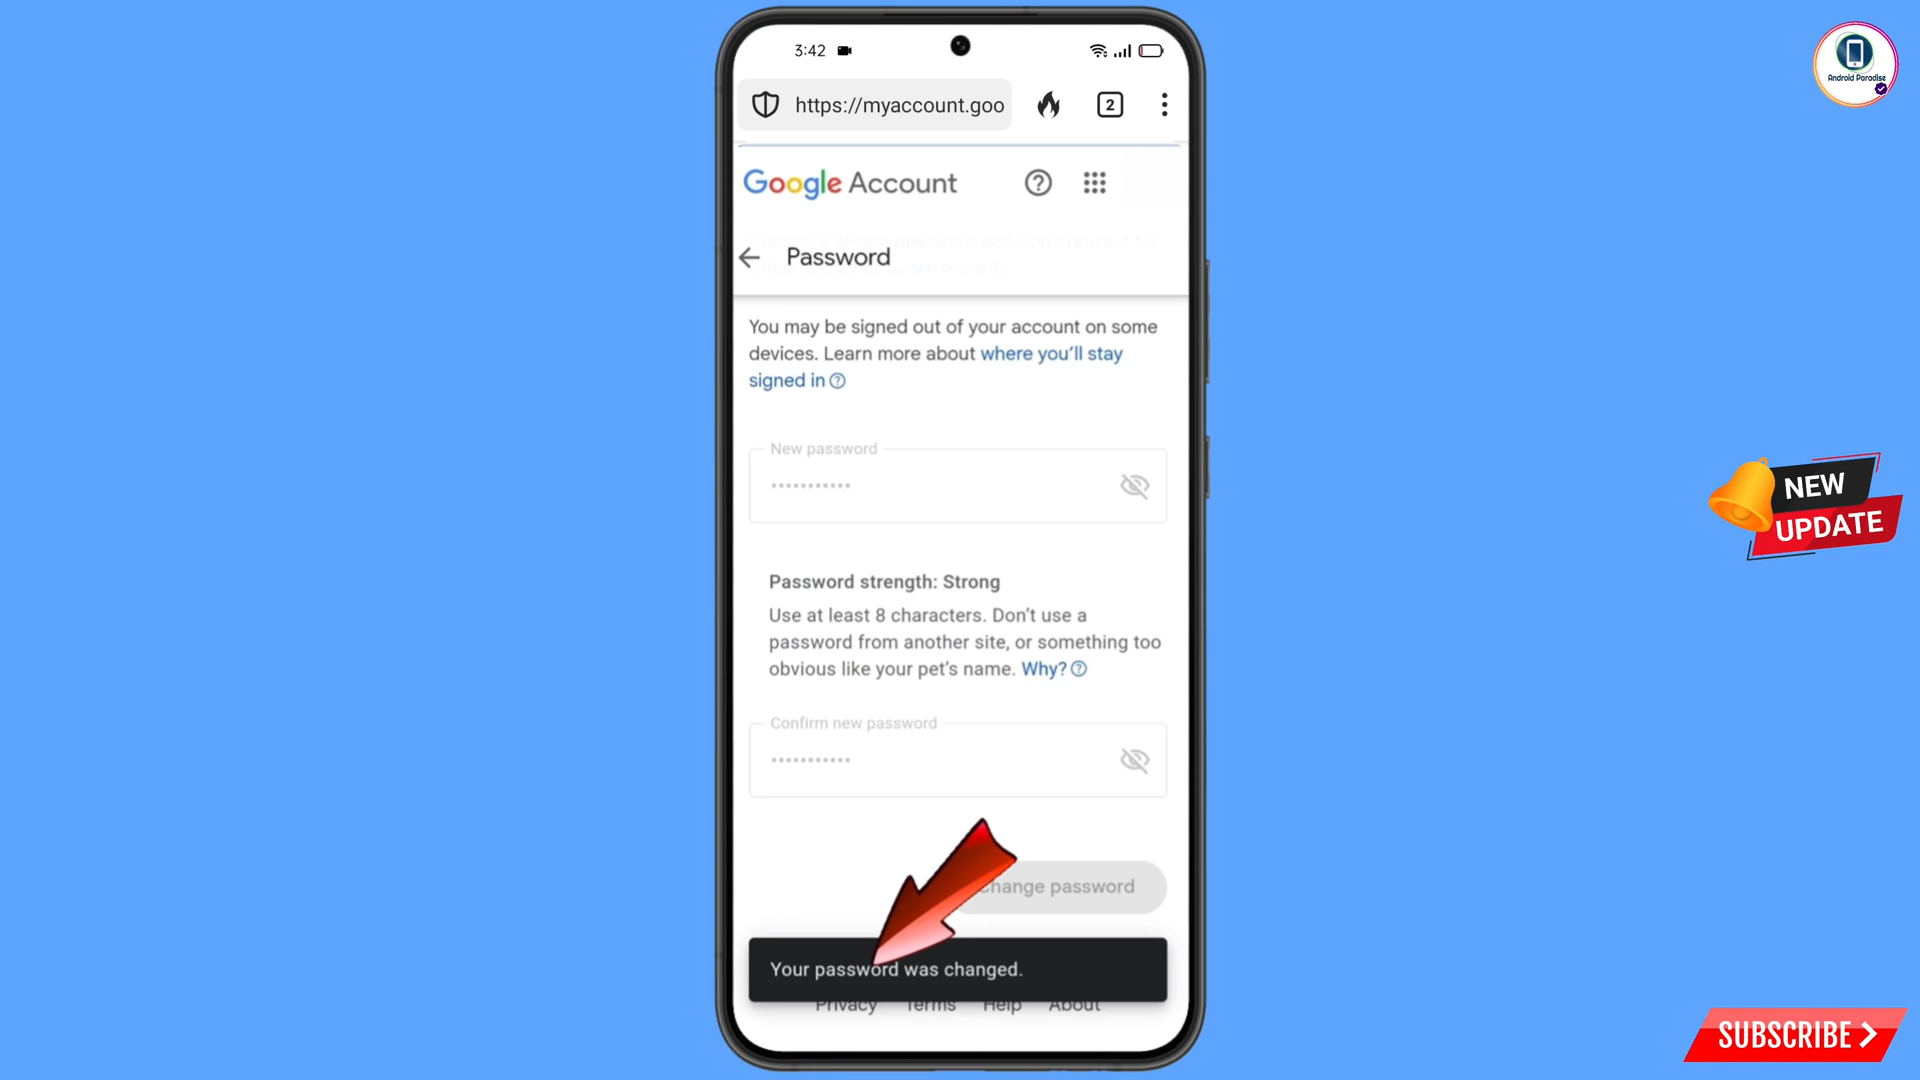 3:42
https://myaccount.goo
2
Google Account
Password
You may be signed out of your account on some
devices. Learn more about where you'll stay
signed in
New password
•••••••••••
Password strength: Strong
Use at least 8 characters. Don't use a
password from another site, or something too
obvious like your pet's name. Why?
Confirm new password
•••••••••••
change password
Your password was changed.
Privacy Terms Help About
Android Paradise
NEW
UPDATE
SUBSCRIBE